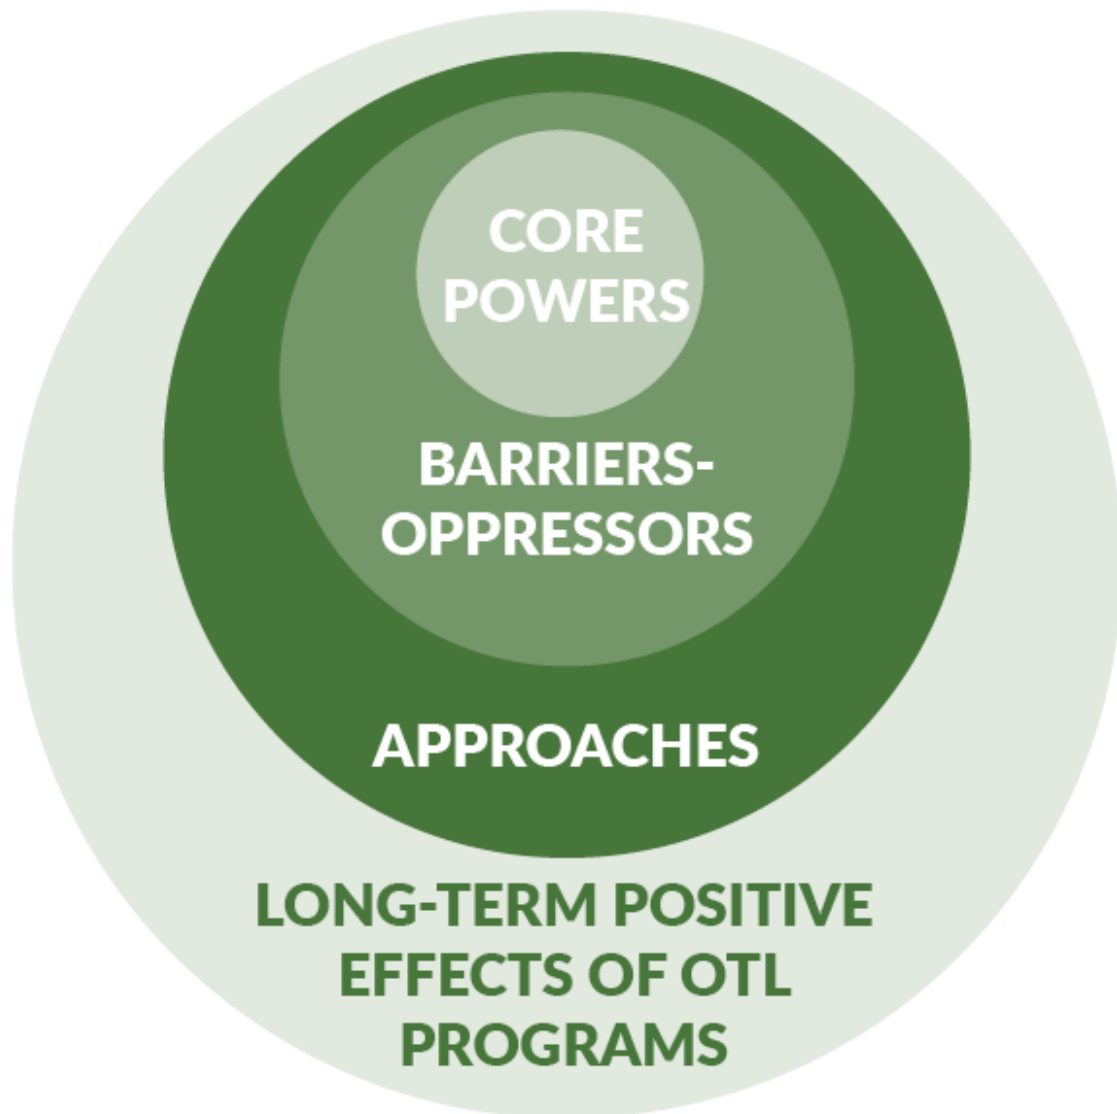 CORE
POWERS
BARRIERS-
OPPRESSORS
APPROACHES
LONG-TERM POSITIVE
EFFECTS OF OTL
PROGRAMS